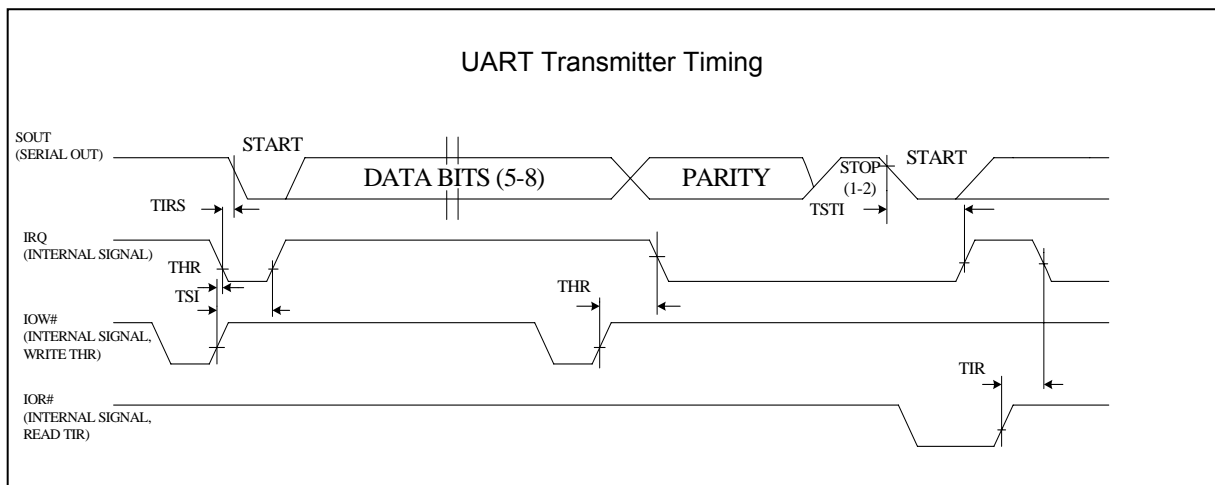 UART Transmitter Timing
SOUT
(SERIAL OUT)
START
DATA BITS (5-8)
PARITY
STOP
(1-2)
START
TIRS
TSTI
IRQ
(INTERNAL SIGNAL)
THR
TSI
THR
IOW#
(INTERNAL SIGNAL,
WRITE THR)
TIR
IOR#
(INTERNAL SIGNAL,
READ TIR)